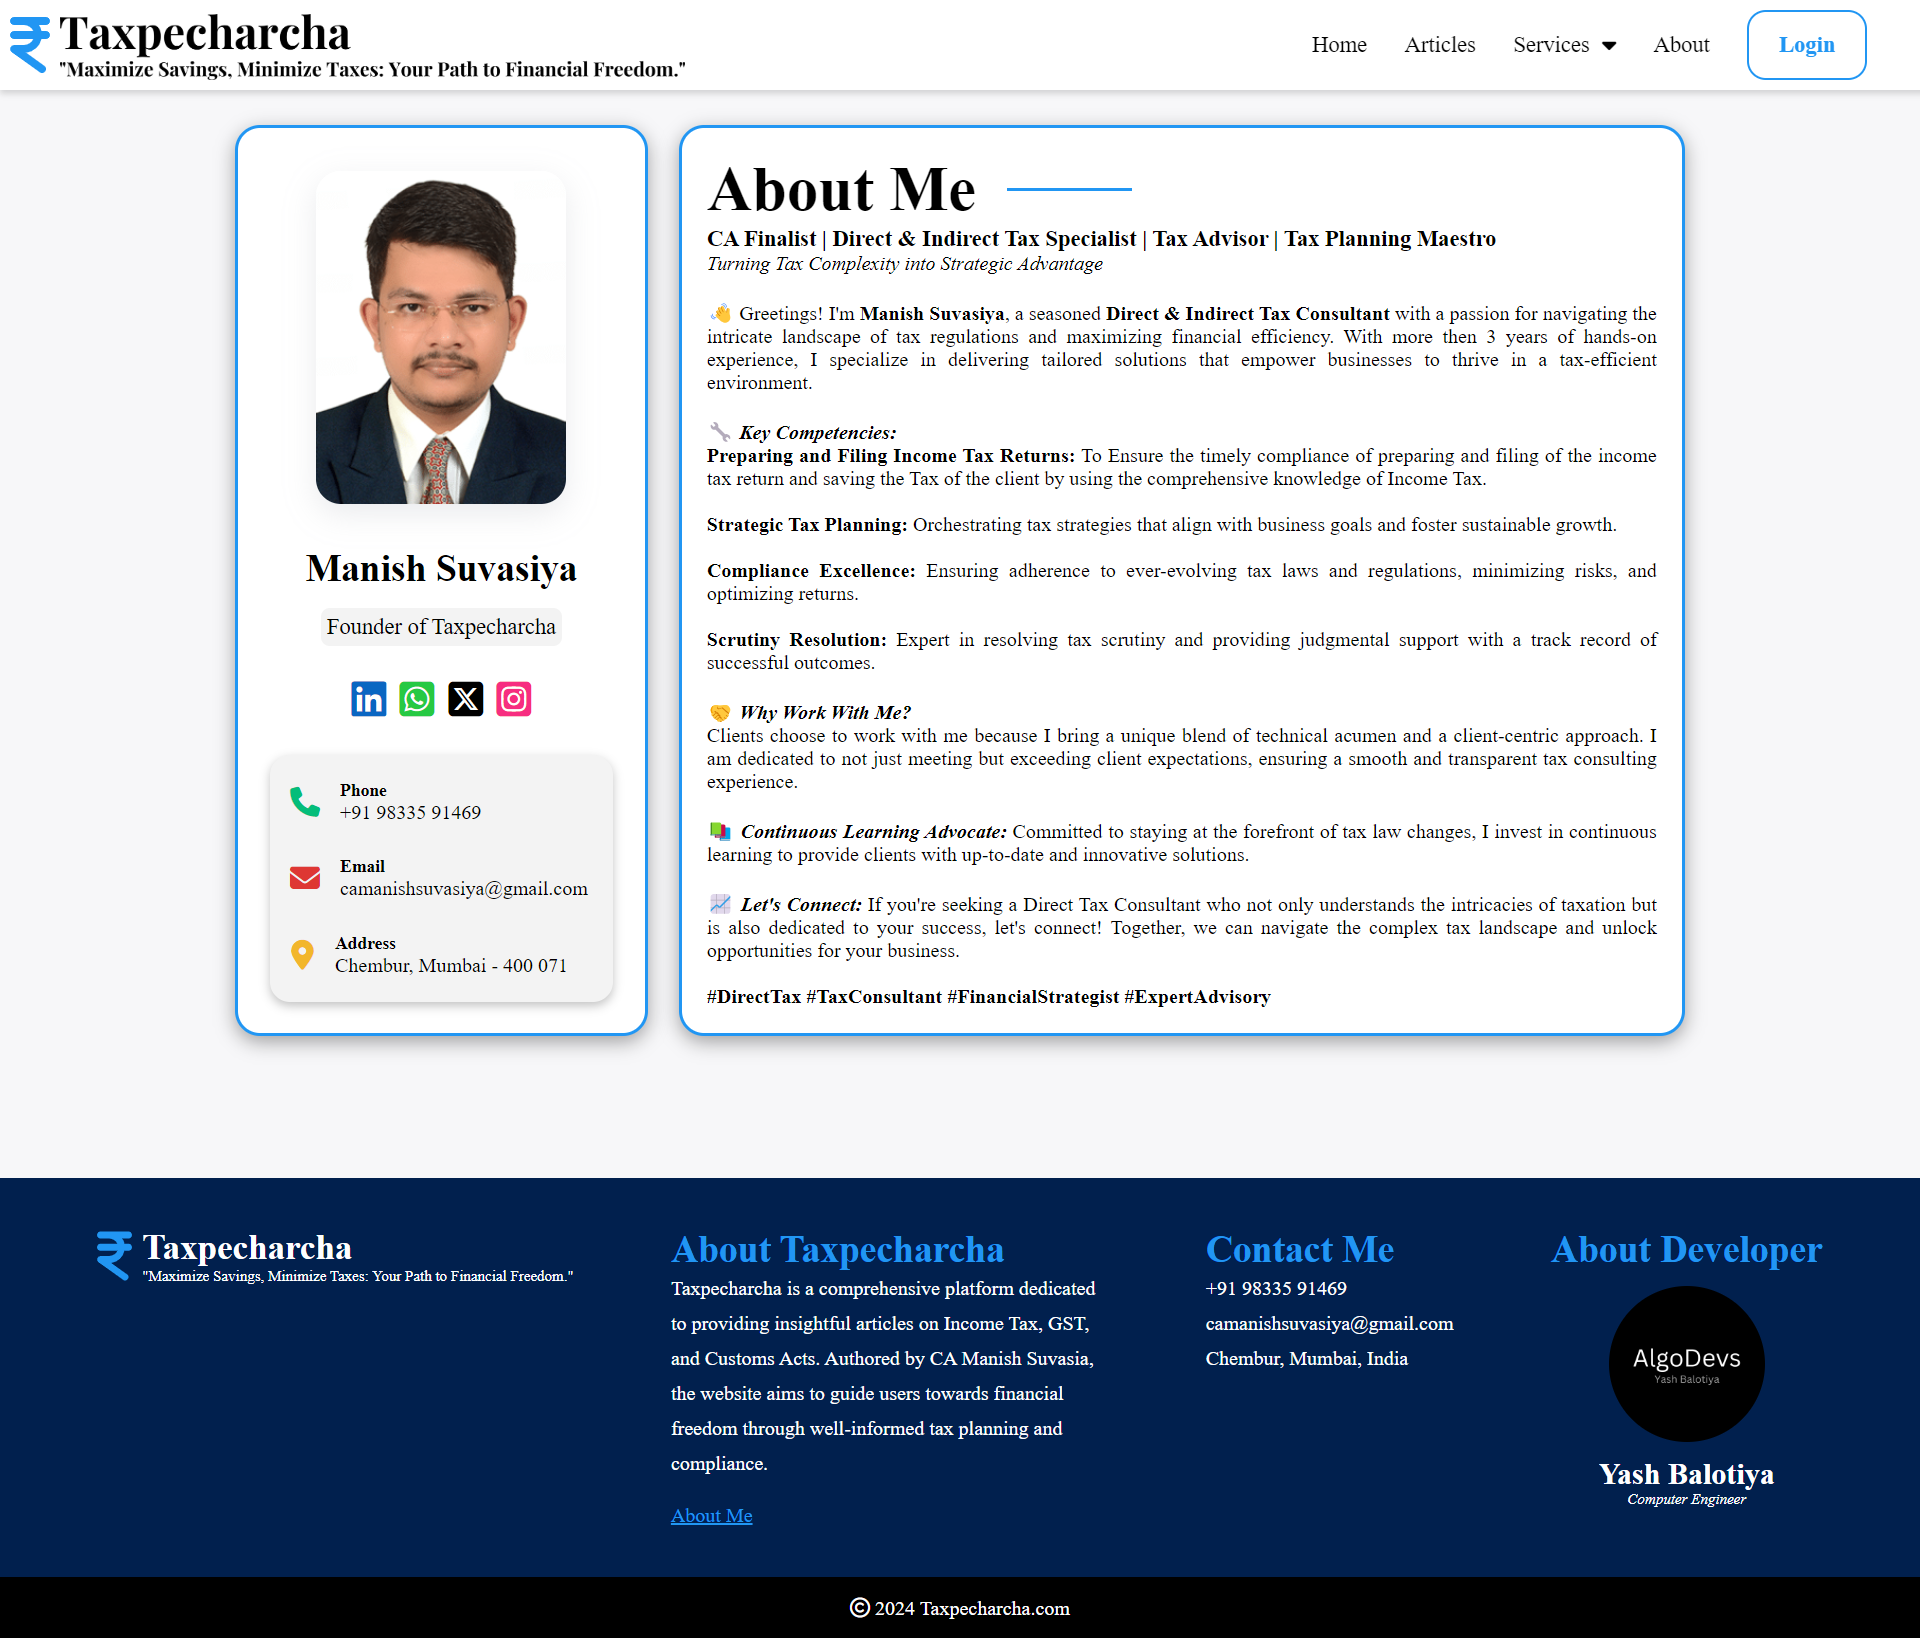 Taxpecharcha
"Maximize Savings, Minimize Taxes: Your Path to Financial Freedom."
Home
Articles
Services
About
Login
Manish Suvasiya
Founder of Taxpecharcha
Phone
+91 98335 91469
Email
camanishsuvasiya@gmail.com
Address
Chembur, Mumbai - 400 071
About Me
CA Finalist | Direct & Indirect Tax Specialist | Tax Advisor | Tax Planning Maestro
Turning Tax Complexity into Strategic Advantage
👋 Greetings! I'm Manish Suvasiya, a seasoned Direct & Indirect Tax Consultant with a passion for navigating the
intricate landscape of tax regulations and maximizing financial efficiency. With more then 3 years of hands-on
experience, I specialize in delivering tailored solutions that empower businesses to thrive in a tax-efficient
environment.
🔧 Key Competencies:
Preparing and Filing Income Tax Returns: To Ensure the timely compliance of preparing and filing of the income
tax return and saving the Tax of the client by using the comprehensive knowledge of Income Tax.
Strategic Tax Planning: Orchestrating tax strategies that align with business goals and foster sustainable growth.
Compliance Excellence: Ensuring adherence to ever-evolving tax laws and regulations, minimizing risks, and
optimizing returns.
Scrutiny Resolution: Expert in resolving tax scrutiny and providing judgmental support with a track record of
successful outcomes.
🤝 Why Work With Me?
Clients choose to work with me because I bring a unique blend of technical acumen and a client-centric approach. I
am dedicated to not just meeting but exceeding client expectations, ensuring a smooth and transparent tax consulting
experience.
📚 Continuous Learning Advocate: Committed to staying at the forefront of tax law changes, I invest in continuous
learning to provide clients with up-to-date and innovative solutions.
📈 Let's Connect: If you're seeking a Direct Tax Consultant who not only understands the intricacies of taxation but
is also dedicated to your success, let's connect! Together, we can navigate the complex tax landscape and unlock
opportunities for your business.
#DirectTax #TaxConsultant #FinancialStrategist #ExpertAdvisory
Taxpecharcha
"Maximize Savings, Minimize Taxes: Your Path to Financial Freedom."
About Taxpecharcha
Taxpecharcha is a comprehensive platform dedicated
to providing insightful articles on Income Tax, GST,
and Customs Acts. Authored by CA Manish Suvasia,
the website aims to guide users towards financial
freedom through well-informed tax planning and
compliance.
About Me
Contact Me
+91 98335 91469
camanishsuvasiya@gmail.com
Chembur, Mumbai, India
About Developer
AlgoDevs
Yash Balotiya
Yash Balotiya
Computer Engineer
© 2024 Taxpecharcha.com